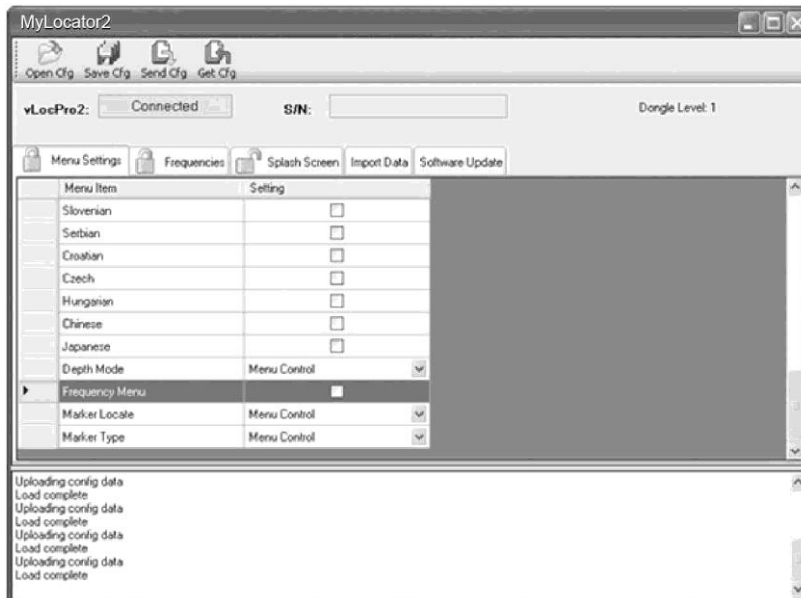 MyLocator2
Open Cfg Save Cfg Send Cfg Get Cfg
vLocPro2: Connected S/N: Dongle Level: 1
Menu Settings Frequencies Splash Screen Import Data Software Update
Menu Item Setting
Slovenian
Serbian
Croatian
Czech
Hungarian
Chinese
Japanese
Depth Mode Menu Control
Frequency Menu
Marker Locate Menu Control
Marker Type Menu Control
Uploading config data
Load complete
Uploading config data
Load complete
Uploading config data
Load complete
Uploading config data
Load complete